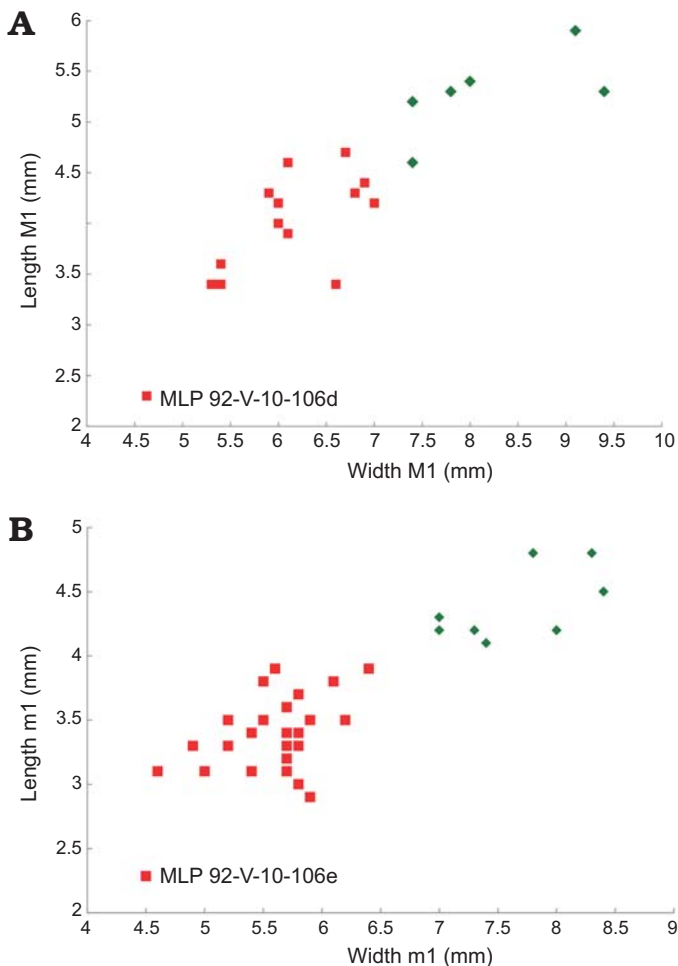 A
6
5.5
5
4.5
3.5
3
2.5
2
Length M1 (mm)
MLP 92-V-10-106d
4 4.5 5 5.5 6 6.5 7 7.5 8 8.5 9 9.5 10
Width M1 (mm)
B
5
4.5
4
3.5
3
2.5
2
Length m1 (mm)
MLP 92-V-10-106e
4 4.5 5 5.5 6 6.5 7 7.5 8 8.5 9
Width m1 (mm)